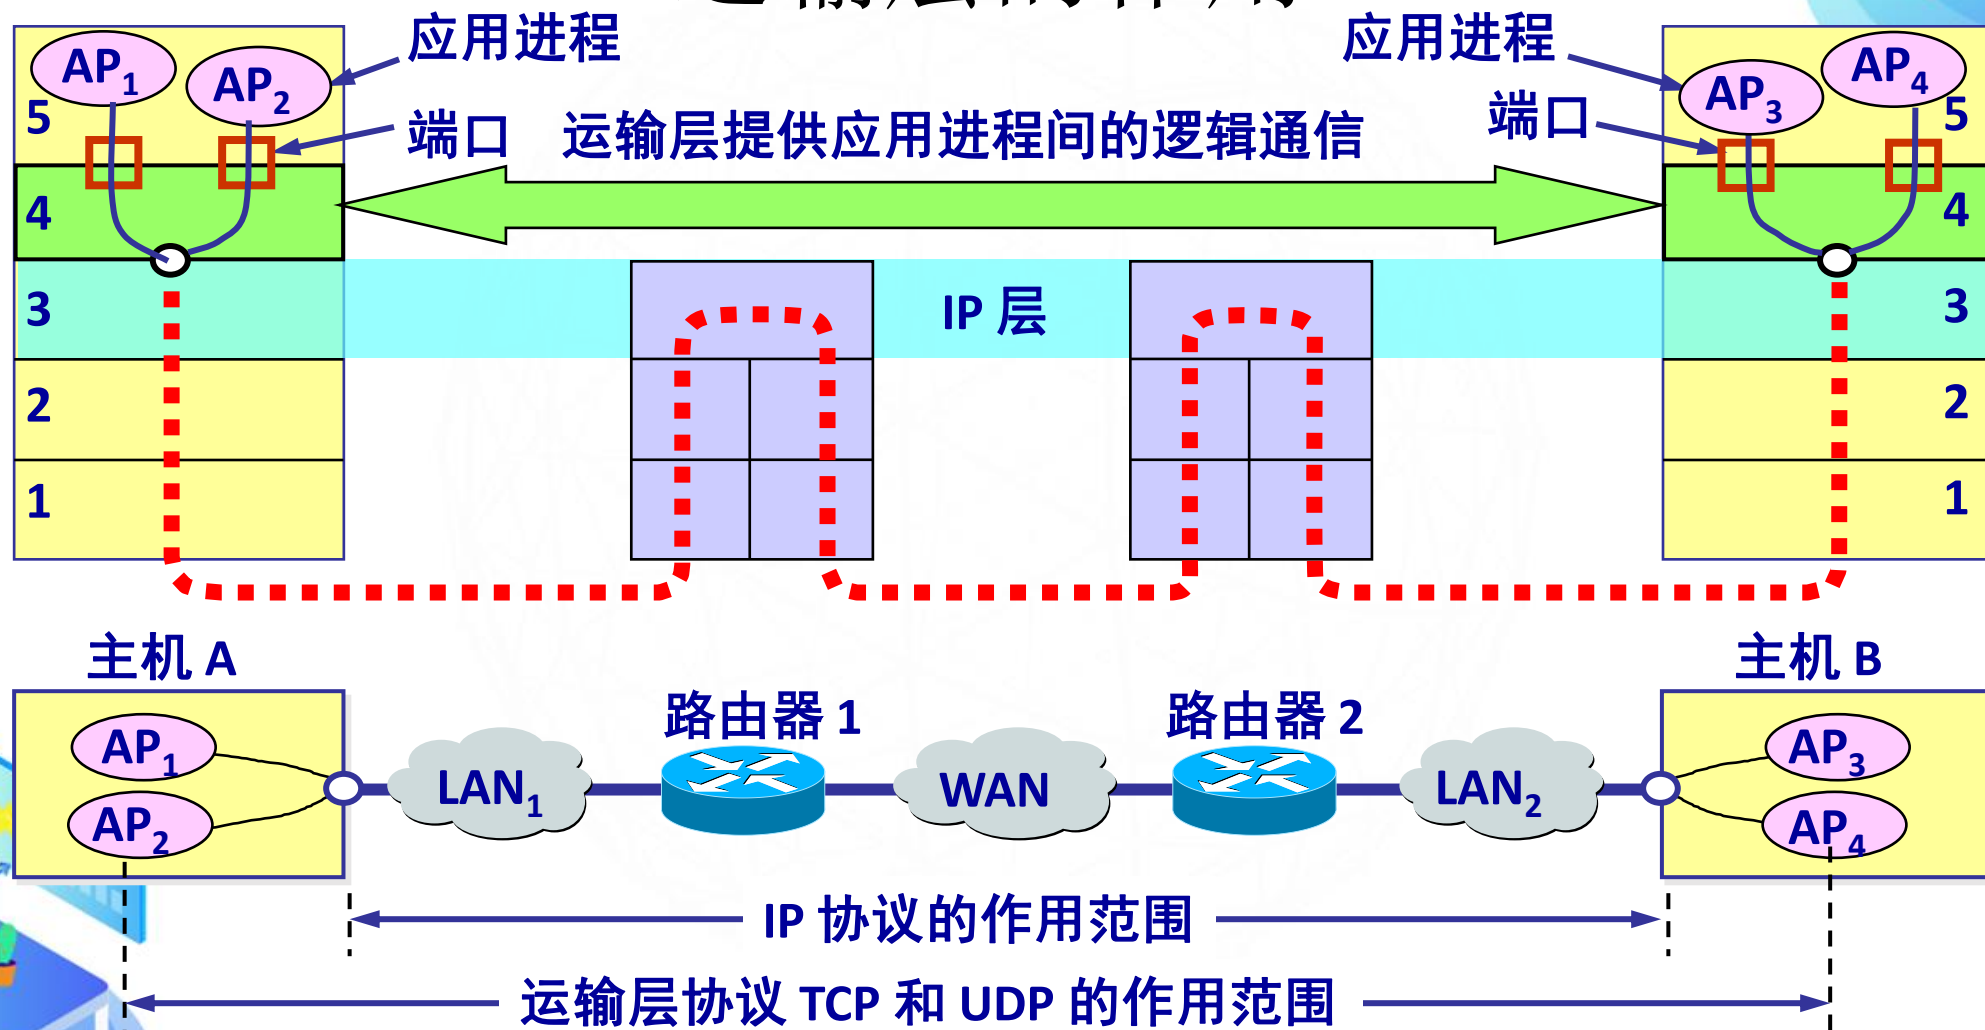 应用进程
应用进程
AP1
AP2
AP3
AP4
5
端口
运输层提供应用进程间的逻辑通信
端口
5
4
4
3
IP 层
3
2
2
1
1
主机 A
主机 B
路由器 1
路由器 2
AP1
AP2
LAN1
WAN
LAN2
AP3
AP4
IP 协议的作用范围
运输层协议 TCP 和 UDP 的作用范围